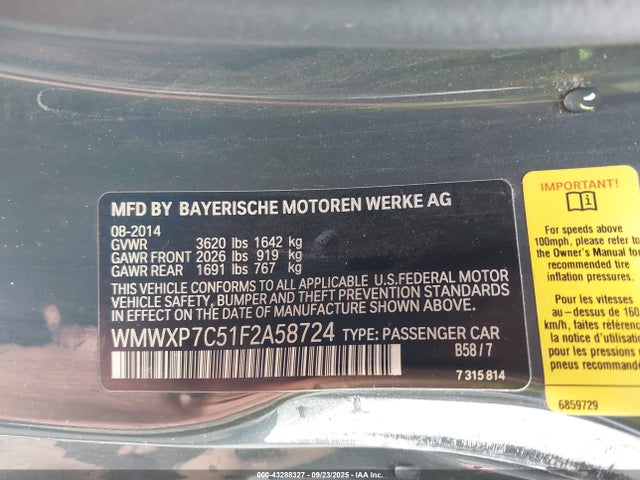 MFD BY BAYERISCHE MOTOREN WERKE AG
08-2014
GVWR 3620 lbs 1642 kg
GAWR FRONT 2026 lbs 919 kg
GAWR REAR 1691 lbs 767 kg
THIS VEHICLE CONFORMS TO ALL APPLICABLE U.S.FEDERAL MOTOR
VEHICLE SAFETY, BUMPER AND THEFT PREVENTION STANDARDS
IN EFFECT ON THE DATE OF MANUFACTURE SHOWN ABOVE.
WMWXP7C51F2A58724 TYPE: PASSENGER CAR
B58/7
7 315 814
IMPORTANT!
For speeds above
100mph, please see
the Owner's Manual for
recommended tire
inflation pressures.
Pour les vitesses
au-dessus de 160
km/h, faites référence
la notice d'utilisation
pour les pressions
pneus recommandé
6859729
000-43288327 - 09/23/2025 - IAA Inc.